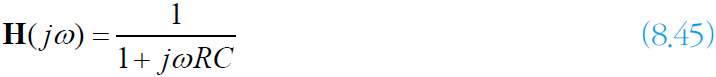 H(jω) = 1 / (1 + jωRC) (8.45)